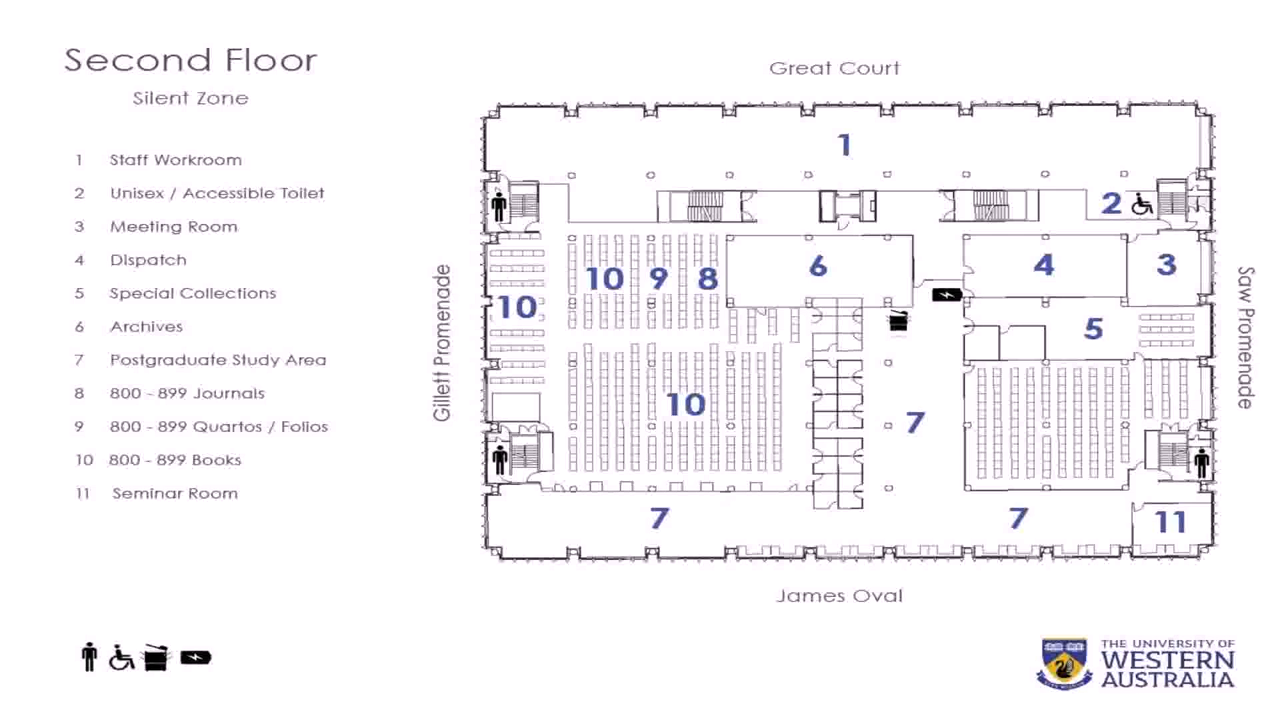 Second Floor
Silent Zone
1 Staff Workroom
2 Unisex / Accessible Toilet
3 Meeting Room
4 Dispatch
5 Special Collections
6 Archives
7 Postgraduate Study Area
8 800 - 899 Journals
9 800 - 899 Quartos / Folios
10 800 - 899 Books
11 Seminar Room
Great Court
Gillett Promenade
Saw Promenade
1
2
10
9
8
6
4
3
10
5
10
7
7
7
11
James Oval
THE UNIVERSITY OF
WESTERN
AUSTRALIA